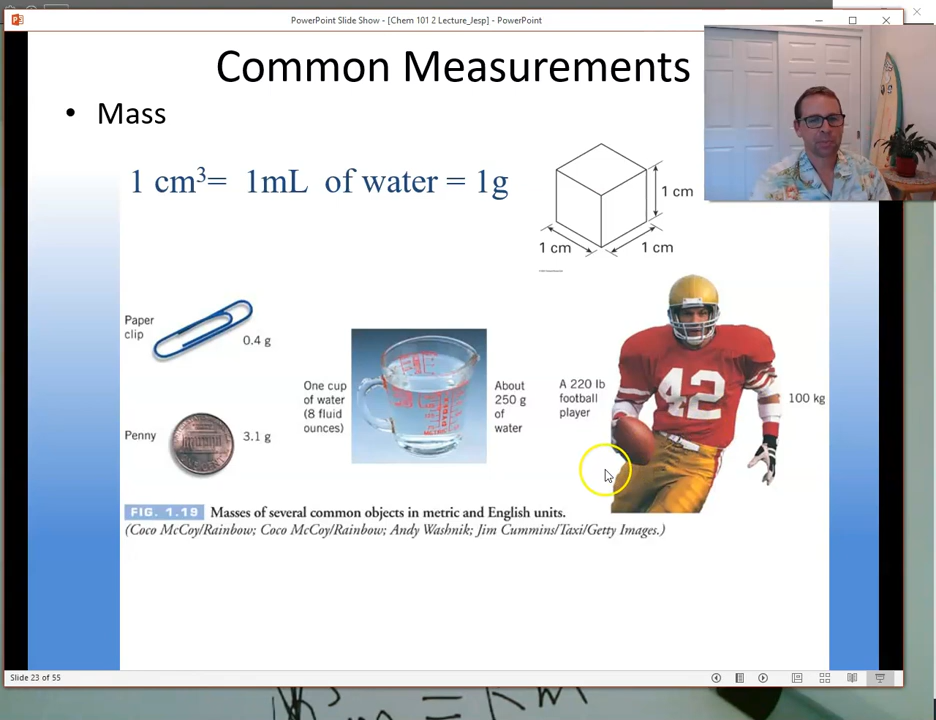 PowerPoint Slide Show - [Chem 101 2 Lecture_Jesp] - PowerPoint
Common Measurements
• Mass
1 cm³= 1mL of water = 1g
1 cm
1 cm
1 cm
Paper
clip
0.4 g
Penny
3.1 g
One cup
of water
(8 fluid
ounces)
About
250 g
of
water
A 220 lb
football
player
42
100 kg
FIG. 1.19 Masses of several common objects in metric and English units.
(Coco McCoy/Rainbow; Coco McCoy/Rainbow; Andy Washnik; Jim Cummins/Taxi/Getty Images.)
Slide 23 of 55